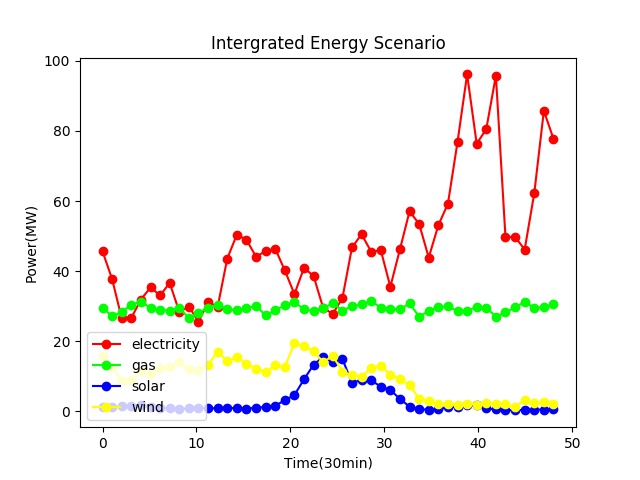 Intergrated Energy Scenario
Power(MW)
100
80
60
40
20
0
electricity
gas
solar
wind
0 10 20 30 40 50
Time(30min)